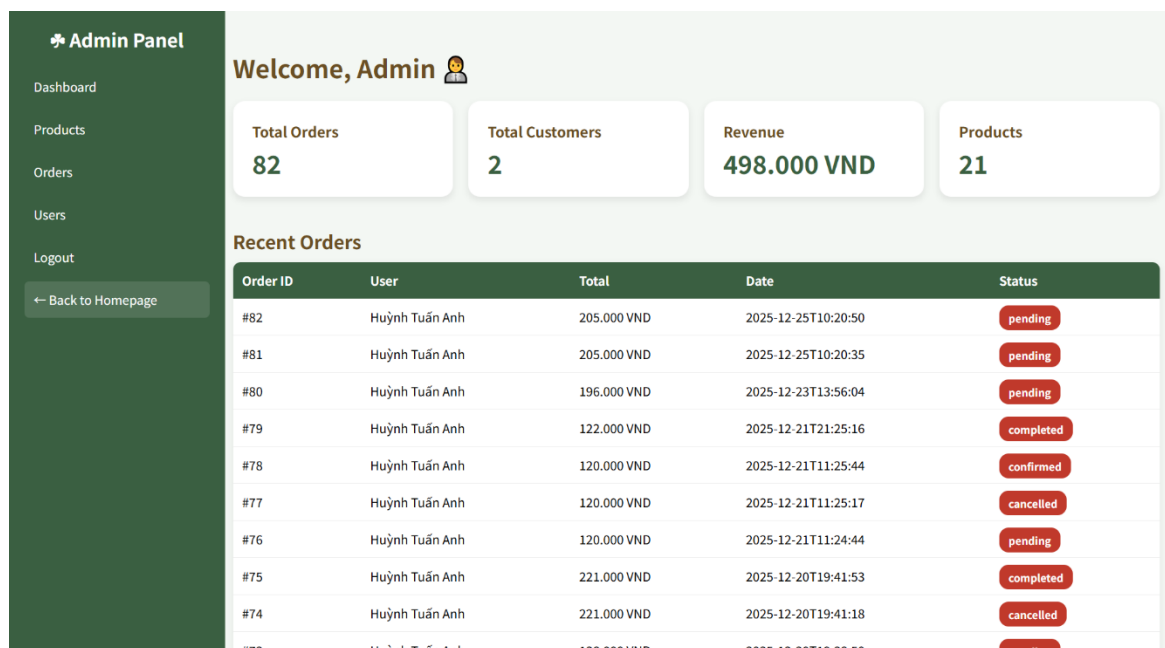 ☘ Admin Panel
Dashboard
Products
Orders
Users
Logout
← Back to Homepage
Welcome, Admin 👩‍💼
Total Orders
82
Total Customers
2
Revenue
498.000 VND
Products
21
Recent Orders
Order ID User Total Date Status
#82 Huỳnh Tuấn Anh 205.000 VND 2025-12-25T10:20:50 pending
#81 Huỳnh Tuấn Anh 205.000 VND 2025-12-25T10:20:35 pending
#80 Huỳnh Tuấn Anh 196.000 VND 2025-12-23T13:56:04 pending
#79 Huỳnh Tuấn Anh 122.000 VND 2025-12-21T21:25:16 completed
#78 Huỳnh Tuấn Anh 120.000 VND 2025-12-21T11:25:44 confirmed
#77 Huỳnh Tuấn Anh 120.000 VND 2025-12-21T11:25:17 cancelled
#76 Huỳnh Tuấn Anh 120.000 VND 2025-12-21T11:24:44 pending
#75 Huỳnh Tuấn Anh 221.000 VND 2025-12-20T19:41:53 completed
#74 Huỳnh Tuấn Anh 221.000 VND 2025-12-20T19:41:18 cancelled